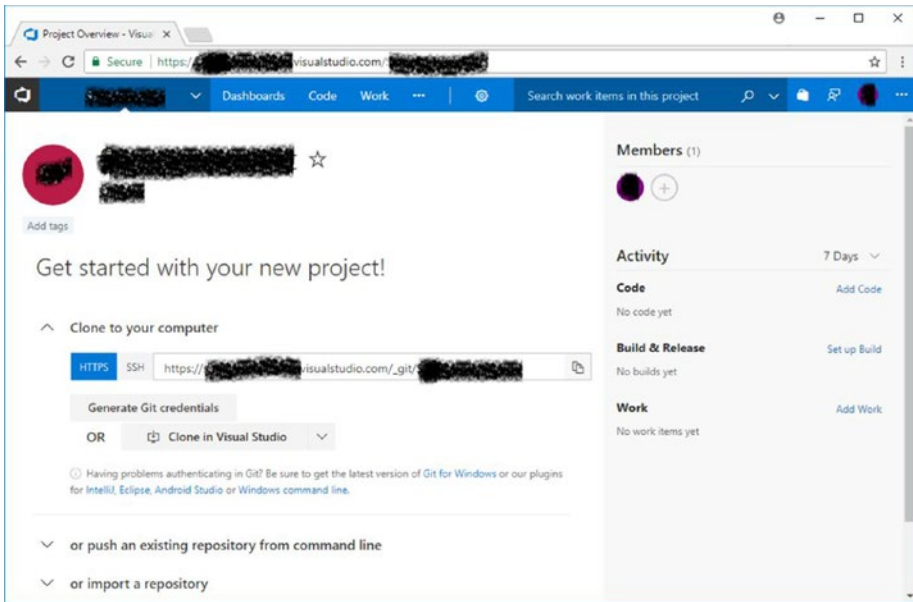 Project Overview - Visual
Secure | https:// visualstudio.com/
Dashboards Code Work Search work items in this project
Members (1)
Add tags
Get started with your new project!
Activity 7 Days
Code Add Code
No code yet
Clone to your computer
Build & Release Set up Build
HTTPS SSH https:// visualstudio.com/_git/
No builds yet
Generate Git credentials
Work Add Work
OR Clone in Visual Studio
No work items yet
Having problems authenticating in Git? Be sure to get the latest version of Git for Windows or our plugins
for IntelliJ, Eclipse, Android Studio or Windows command line.
or push an existing repository from command line
or import a repository